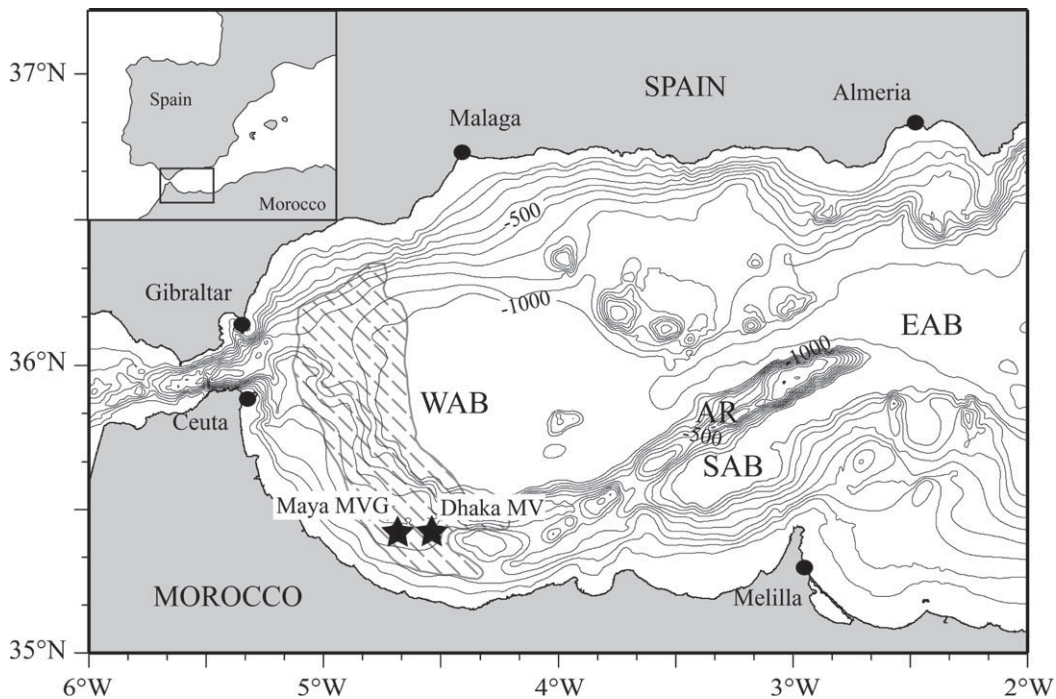 37°N
SPAIN
Almeria
Spain
Malaga
Morocco
-500
Gibraltar
-1000
EAB
36°N
-1000
WAB
AR
Ceuta
-500
SAB
Maya MVG
Dhaka MV
MOROCCO
Melilla
35°N
6°W
5°W
4°W
3°W
2°W